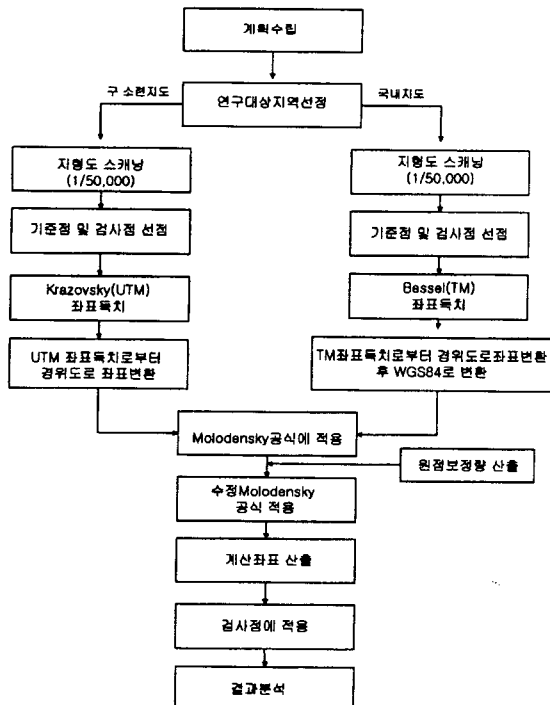 계획수립
연구대상지역선정
구 소련지도
국내지도
지형도 스캐닝
(1/50,000)
기준점 및 검사점 선점
Krazovsky(UTM)
좌표독치
UTM 좌표독치로부터
경위도로 좌표변환
지형도 스캐닝
(1/50,000)
기준점 및 검사점 선점
Bessel(TM)
좌표독치
TM좌표독치로부터 경위도로좌표변환
후 WGS84로 변환
Molodensky공식에 적용
원점보정량 산출
수정Molodensky
공식 적용
계산좌표 산출
검사점에 적용
결과분석